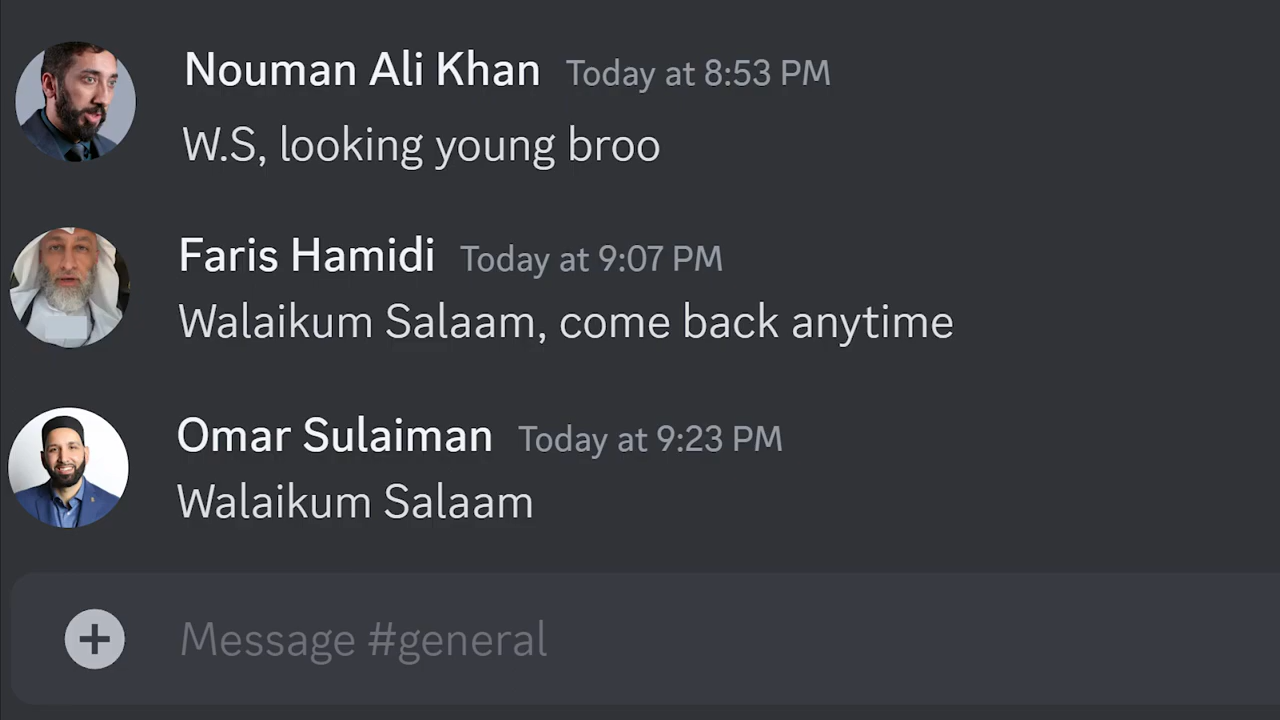 Nouman Ali Khan Today at 8:53 PM
W.S, looking young broo
Faris Hamidi Today at 9:07 PM
Walaikum Salaam, come back anytime
Omar Sulaiman Today at 9:23 PM
Walaikum Salaam
Message #general